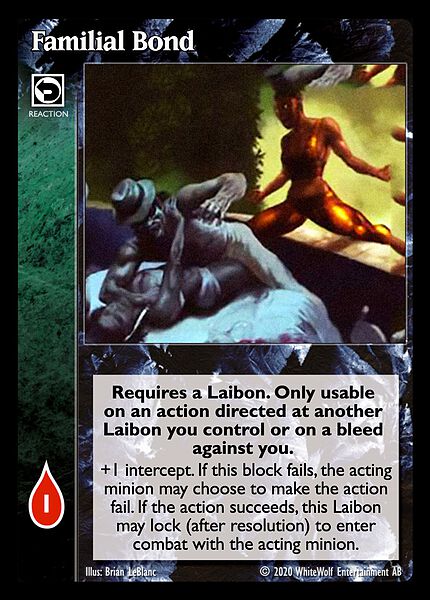 Familial Bond
REACTION
Requires a Laibon. Only usable
on an action directed at another
Laibon you control or on a bleed
against you.
+1 intercept. If this block fails, the acting
minion may choose to make the action
fail. If the action succeeds, this Laibon
may lock (after resolution) to enter
combat with the acting minion.
1
Illus: Brian LeBlanc © 2020 WhiteWolf Entertainment AB